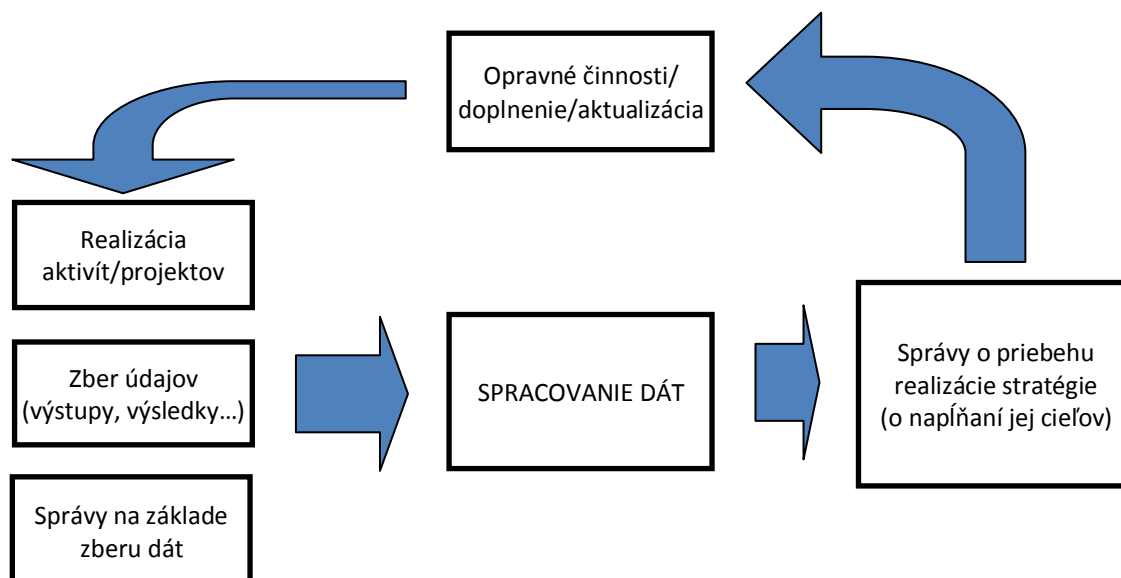 Opravné činnosti/
doplnenie/aktualizácia
Realizácia
aktivít/projektov
Zber údajov
(výstupy, výsledky…)
Správy na základe
zberu dát
SPRACOVANIE DÁT
Správy o priebehu
realizácie stratégie
(o napĺňaní jej cieľov)